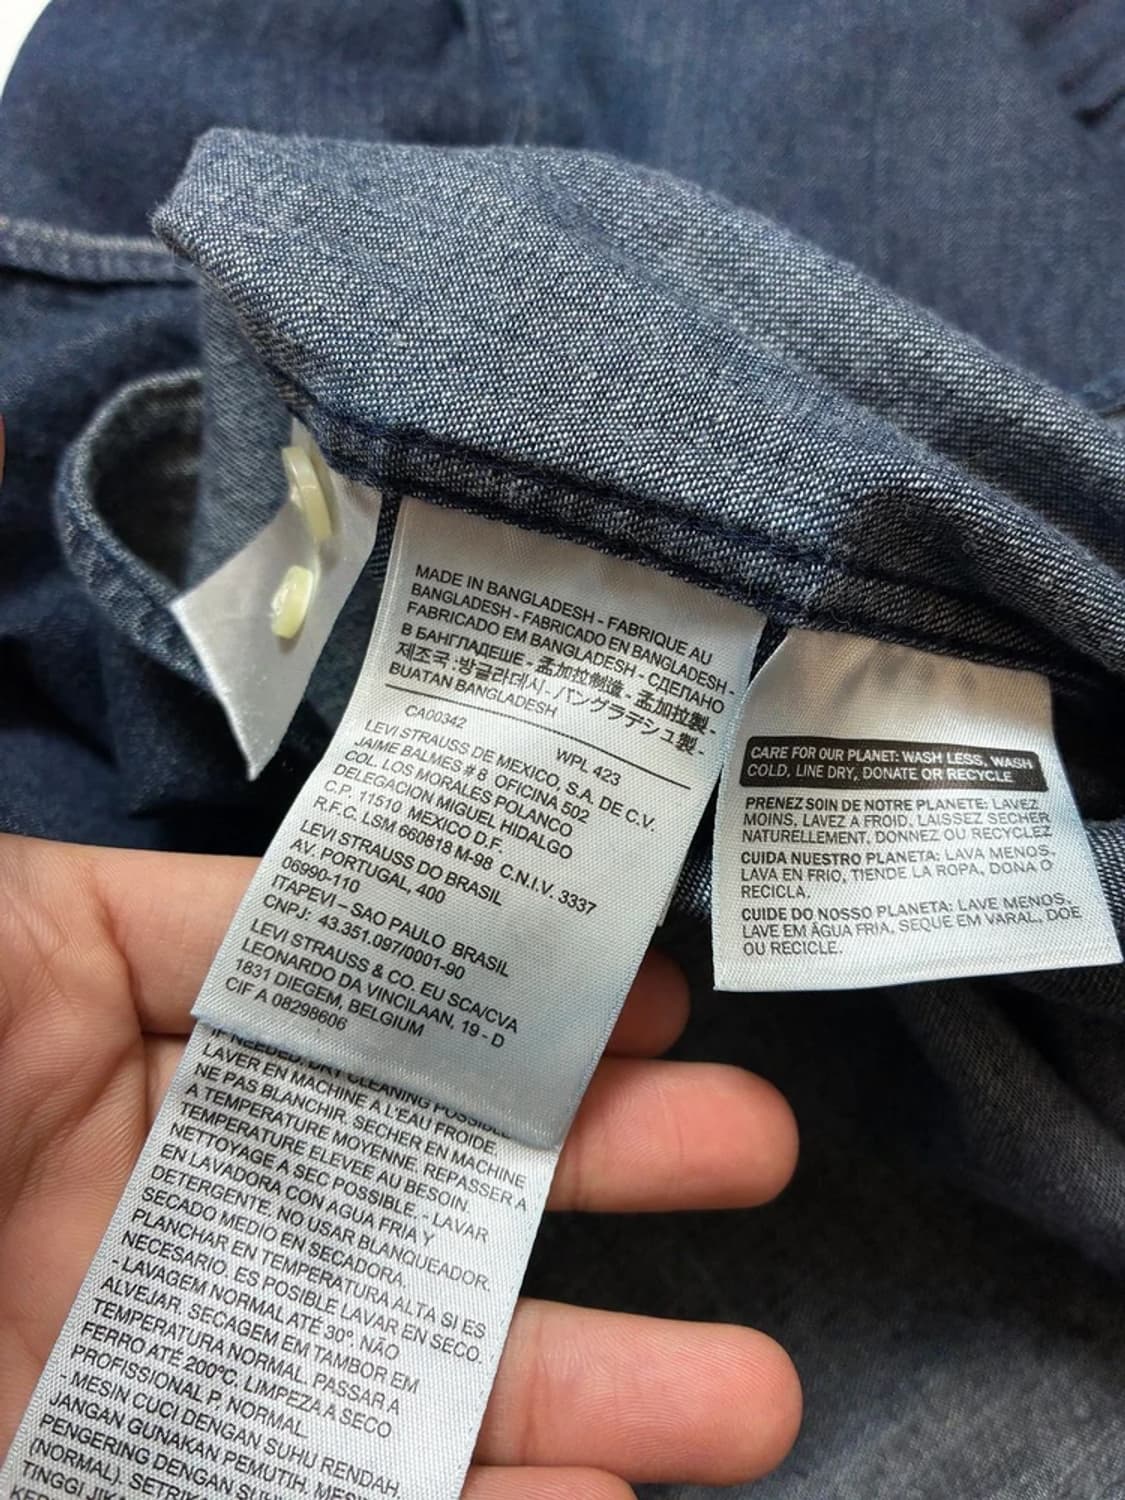 MADE IN BANGLADESH - FABRIQUE AU
BANGLADESH - FABRICADO EN BANGLADESH -
FABRICADO EM BANGLADESH - СДЕЛАНО
В БАНГЛАДЕШЕ - 孟加拉制造 - 孟加拉製 -
제조국 :방글라데시 - バングラデシュ製 -
BUATAN BANGLADESH
CA00342 WPL 423
LEVI STRAUSS DE MEXICO, S.A. DE C.V.
JAIME BALMES # 8 OFICINA 502
COL. LOS MORALES POLANCO
DELEGACION MIGUEL HIDALGO
C.P. 11510 MEXICO D.F.
R.F.C. LSM 660818 M-98 C.N.I.V. 3337
LEVI STRAUSS DO BRASIL
AV. PORTUGAL, 400
06990-110
ITAPEVI – SAO PAULO BRASIL
CNPJ: 43.351.097/0001-90
LEVI STRAUSS & CO. EU SCA/CVA
LEONARDO DA VINCILAAN, 19 - D
1831 DIEGEM, BELGIUM
CIF A 08298606
IF NEEDED. DRY CLEANING POSSIBLE
LAVER EN MACHINE À L'EAU FROIDE.
NE PAS BLANCHIR. SECHER EN MACHINE
A TEMPERATURE MOYENNE. REPASSER A
TEMPERATURE ELEVEE AU BESOIN.
NETTOYAGE A SEC POSSIBLE. - LAVAR
EN LAVADORA CON AGUA FRIA Y
DETERGENTE. NO USAR BLANQUEADOR.
SECADO MEDIO EN SECADORA.
PLANCHAR EN TEMPERATURA ALTA SI ES
NECESARIO. ES POSIBLE LAVAR EN SECO.
- LAVAGEM NORMAL ATÉ 30°. NÃO
ALVEJAR. SECAGEM EM TAMBOR EM
TEMPERATURA NORMAL. PASSAR A
FERRO ATÉ 200°C. LIMPEZA A SECO
PROFISSIONAL P. NORMAL
- MESIN CUCI DENGAN SUHU RENDAH.
JANGAN GUNAKAN PEMUTIH. MESIN
PENGERING DENGAN SUHU
(NORMAL). SETRIKA
TINGGI JIKA
CARE FOR OUR PLANET: WASH LESS, WASH
COLD, LINE DRY, DONATE OR RECYCLE
PRENEZ SOIN DE NOTRE PLANETE: LAVEZ
MOINS, LAVEZ A FROID, LAISSEZ SECHER
NATURELLEMENT, DONNEZ OU RECYCLEZ
CUIDA NUESTRO PLANETA: LAVA MENOS,
LAVA EN FRIO, TIENDE LA ROPA, DONA O
RECICLA.
CUIDE DO NOSSO PLANETA: LAVE MENOS,
LAVE EM ÁGUA FRIA, SEQUE EM VARAL, DOE
OU RECICLE.